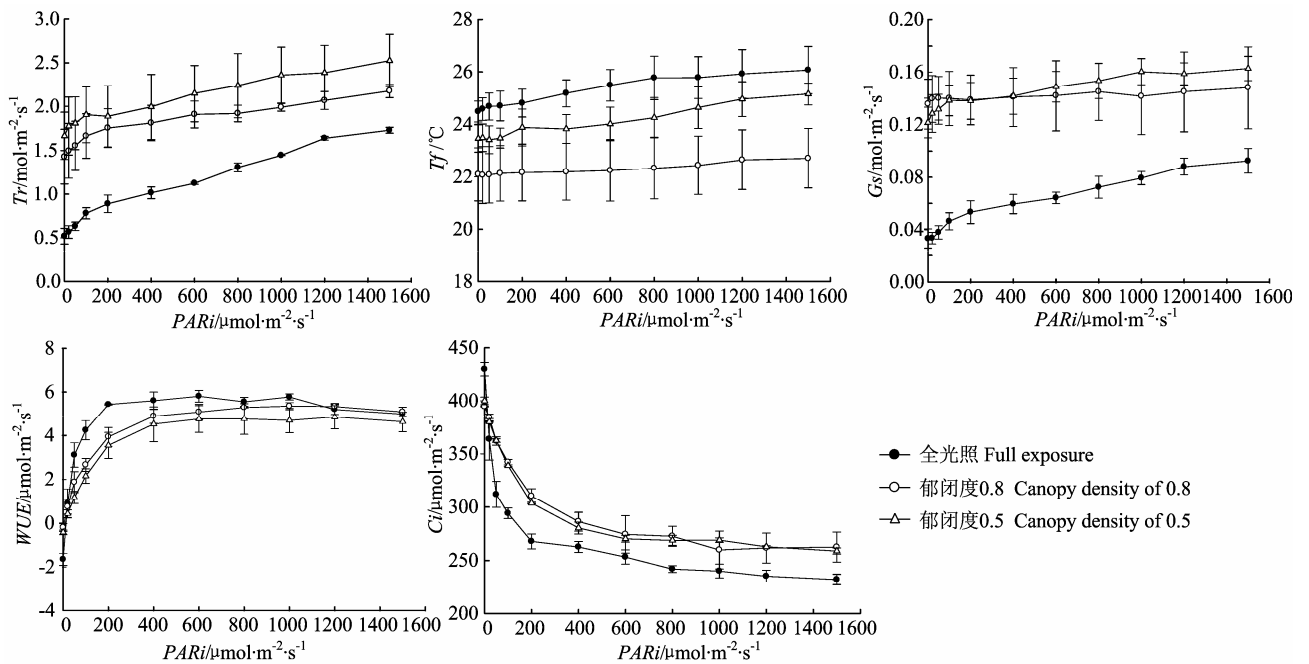 3.0
2.5
2.0
1.5
1.0
0.5
0.0
Tr/mol·m-2·s-1
0 200 400 600 800 1000 1200 1400 1600
PARi/μmol·m-2·s-1
28
26
24
22
20
18
Tf/℃
0 200 400 600 800 1000 1200 1400 1600
PARi/μmol·m-2·s-1
0.20
0.16
0.12
0.08
0.04
0.00
Gs/mol·m-2·s-1
0 200 400 600 800 1000 1200 1400 1600
PARi/μmol·m-2·s-1
8
6
4
2
0
-2
-4
WUE/μmol·m-2·s-1
0 200 400 600 800 1000 1200 1400 1600
PARi/μmol·m-2·s-1
450
400
350
300
250
200
Ci/μmol·m-2·s-1
0 200 400 600 800 1000 1200 1400 1600
PARi/μmol·m-2·s-1
全光照 Full exposure
郁闭度0.8 Canopy density of 0.8
郁闭度0.5 Canopy density of 0.5